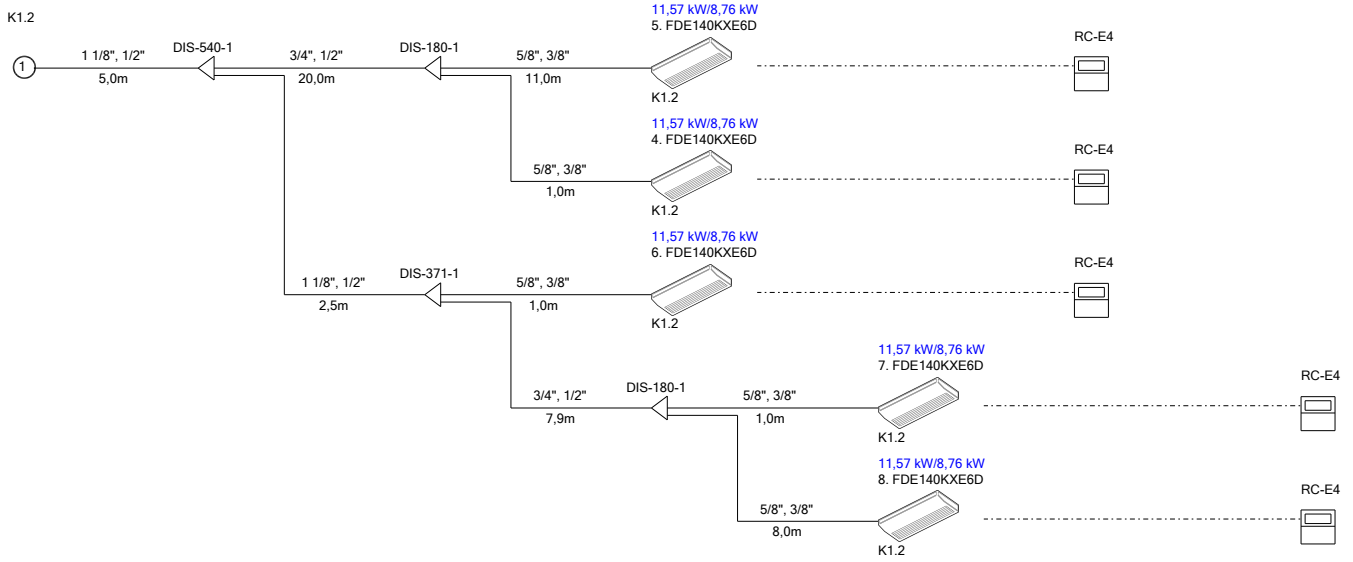 K1.2
1
1 1/8", 1/2"
5,0m
DIS-540-1
3/4", 1/2"
20,0m
DIS-180-1
5/8", 3/8"
11,0m
11,57 kW/8,76 kW
5. FDE140KXE6D
K1.2
RC-E4
5/8", 3/8"
1,0m
11,57 kW/8,76 kW
4. FDE140KXE6D
K1.2
RC-E4
1 1/8", 1/2"
2,5m
DIS-371-1
5/8", 3/8"
1,0m
11,57 kW/8,76 kW
6. FDE140KXE6D
K1.2
RC-E4
3/4", 1/2"
7,9m
DIS-180-1
5/8", 3/8"
1,0m
11,57 kW/8,76 kW
7. FDE140KXE6D
K1.2
RC-E4
5/8", 3/8"
8,0m
11,57 kW/8,76 kW
8. FDE140KXE6D
K1.2
RC-E4